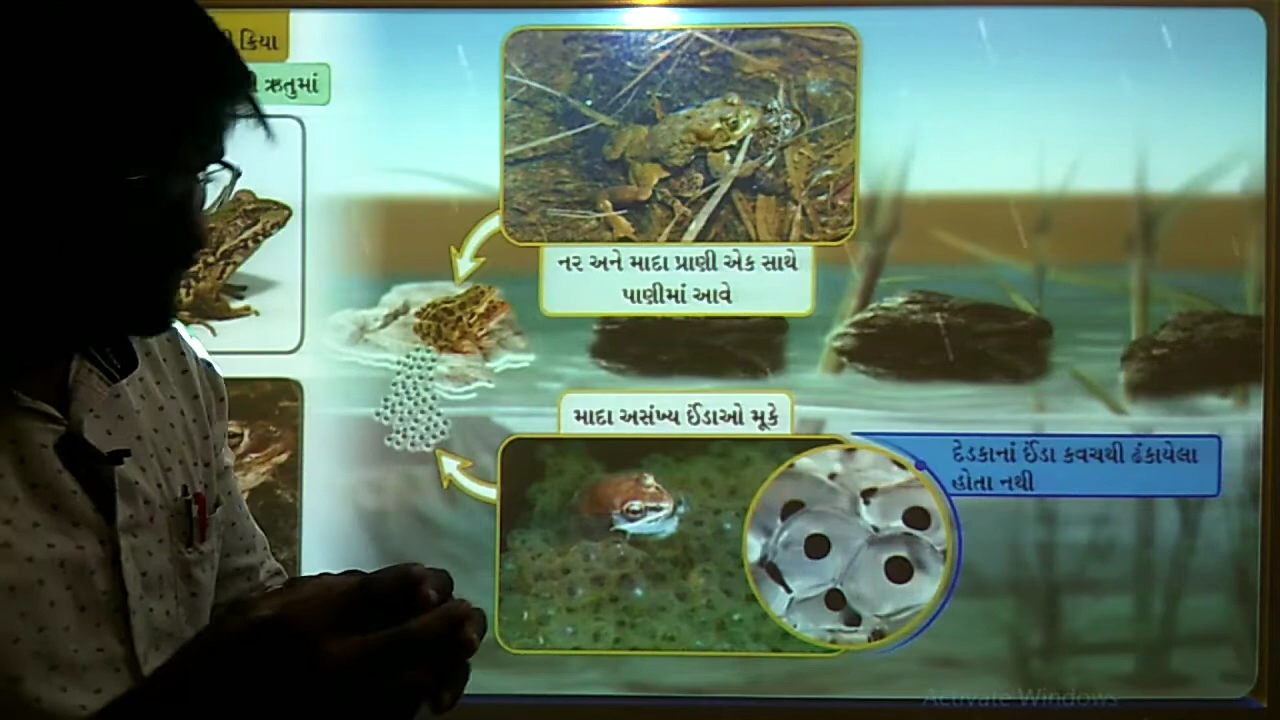 ક્રિયા
ઋતુમાં
નર અને માદા પ્રાણી એક સાથે
પાણીમાં આવે
માદા અસંખ્ય ઈંડાઓ મૂકે
દેડકાનાં ઈંડા કવચથી ઢંકાયેલા
હોતા નથી
Activate Windows